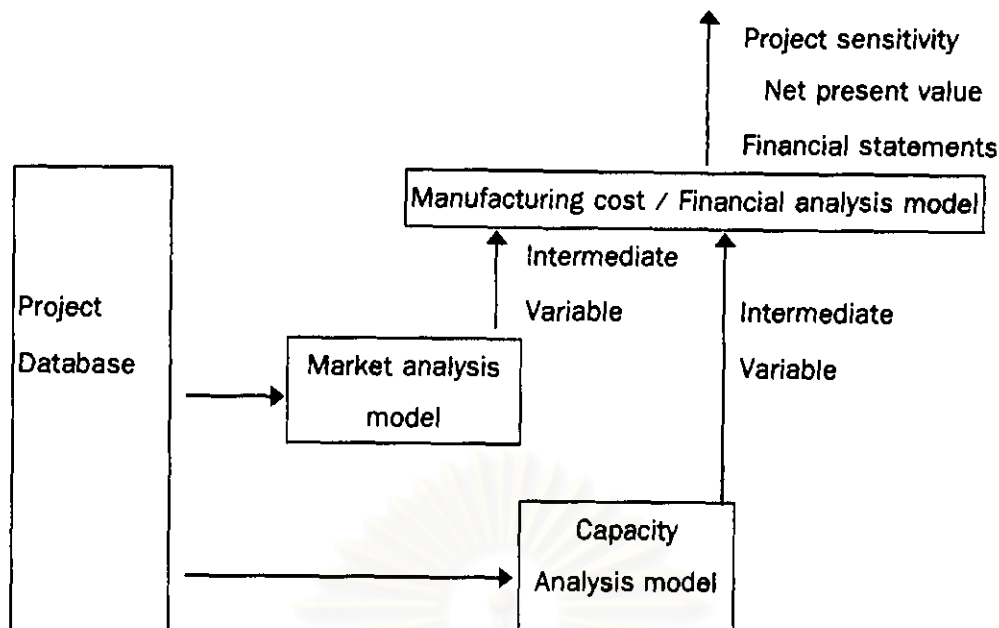 Project sensitivity
Net present value
Financial statements
Manufacturing cost / Financial analysis model
Intermediate
Variable
Intermediate
Variable
Project
Database
Market analysis
model
Capacity
Analysis model